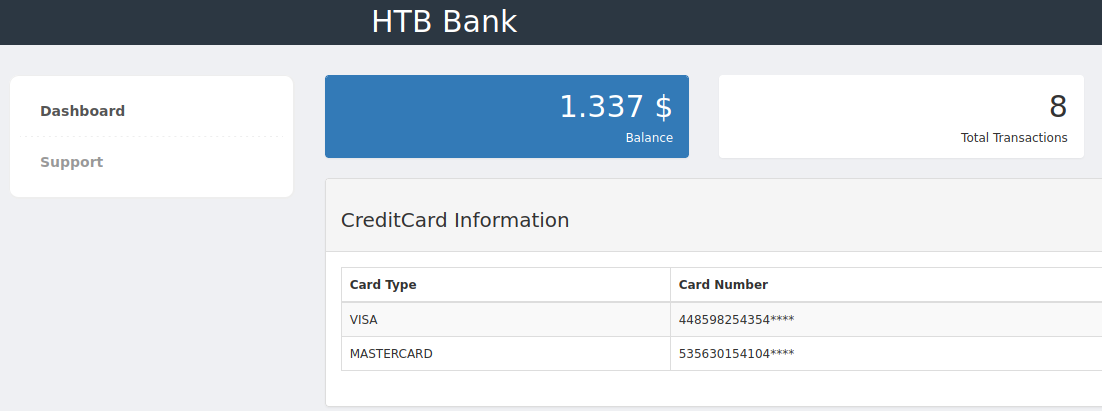 HTB Bank
Dashboard
Support
1.337 $
Balance
8
Total Transactions
CreditCard Information
Card Type Card Number
VISA 448598254354****
MASTERCARD 535630154104****